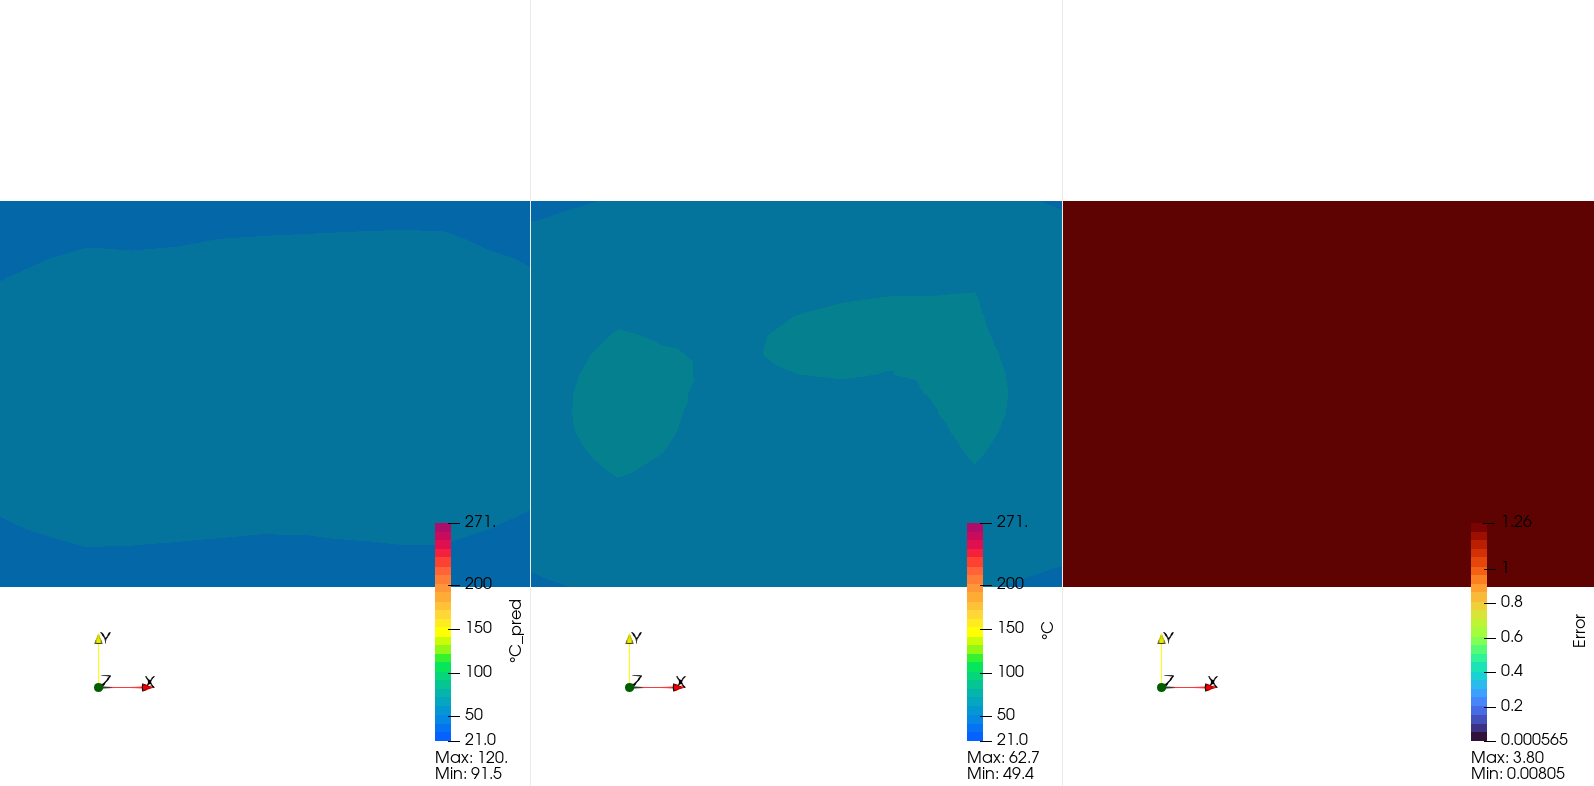 271.
200
150
100
50
21.0
°C_pred
Max: 120.
Min: 91.5
Y
Z
X
271.
200
150
100
50
21.0
°C
Max: 62.7
Min: 49.4
Y
Z
X
1.26
1
0.8
0.6
0.4
0.2
0.000565
Error
Max: 3.80
Min: 0.00805
Y
Z
X